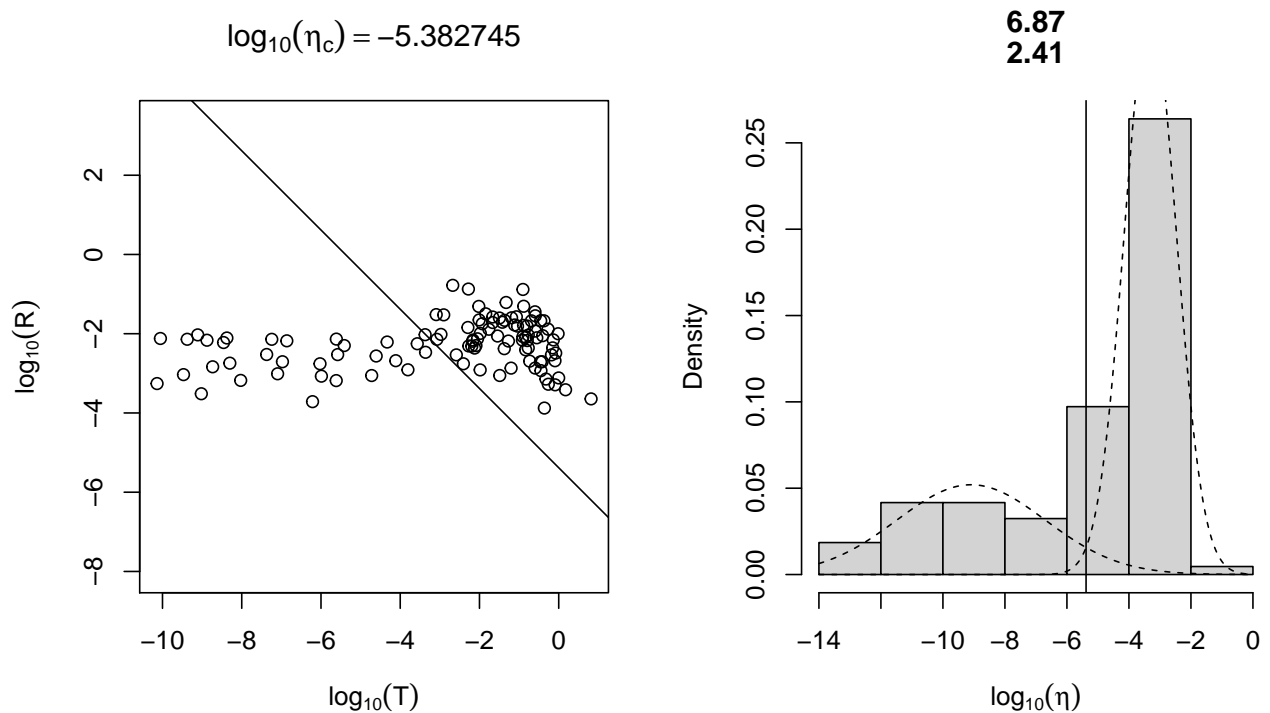 log10(ηc) = −5.382745
2
0
−2
−4
−6
−8
log10(R)
−10 −8 −6 −4 −2 0
log10(T)
6.87
2.41
0.25
0.20
0.15
0.10
0.05
0.00
Density
−14 −10 −8 −6 −4 −2 0
log10(η)